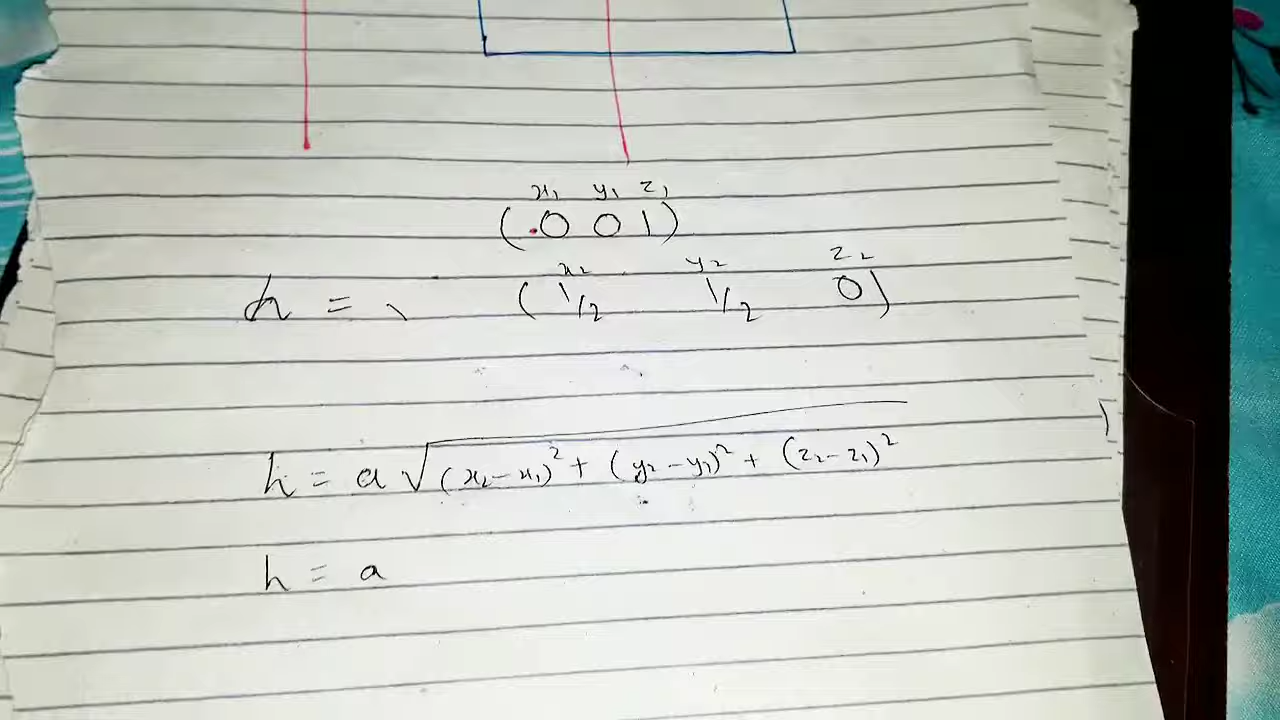 x₁ y₁ z₁
(.0 0 1)
x₂ y₂ z₂
h = (1/2 1/2 0)
h = a √(x₂-x₁)² + (y₂-y₁)² + (z₂-z₁)²
h = a